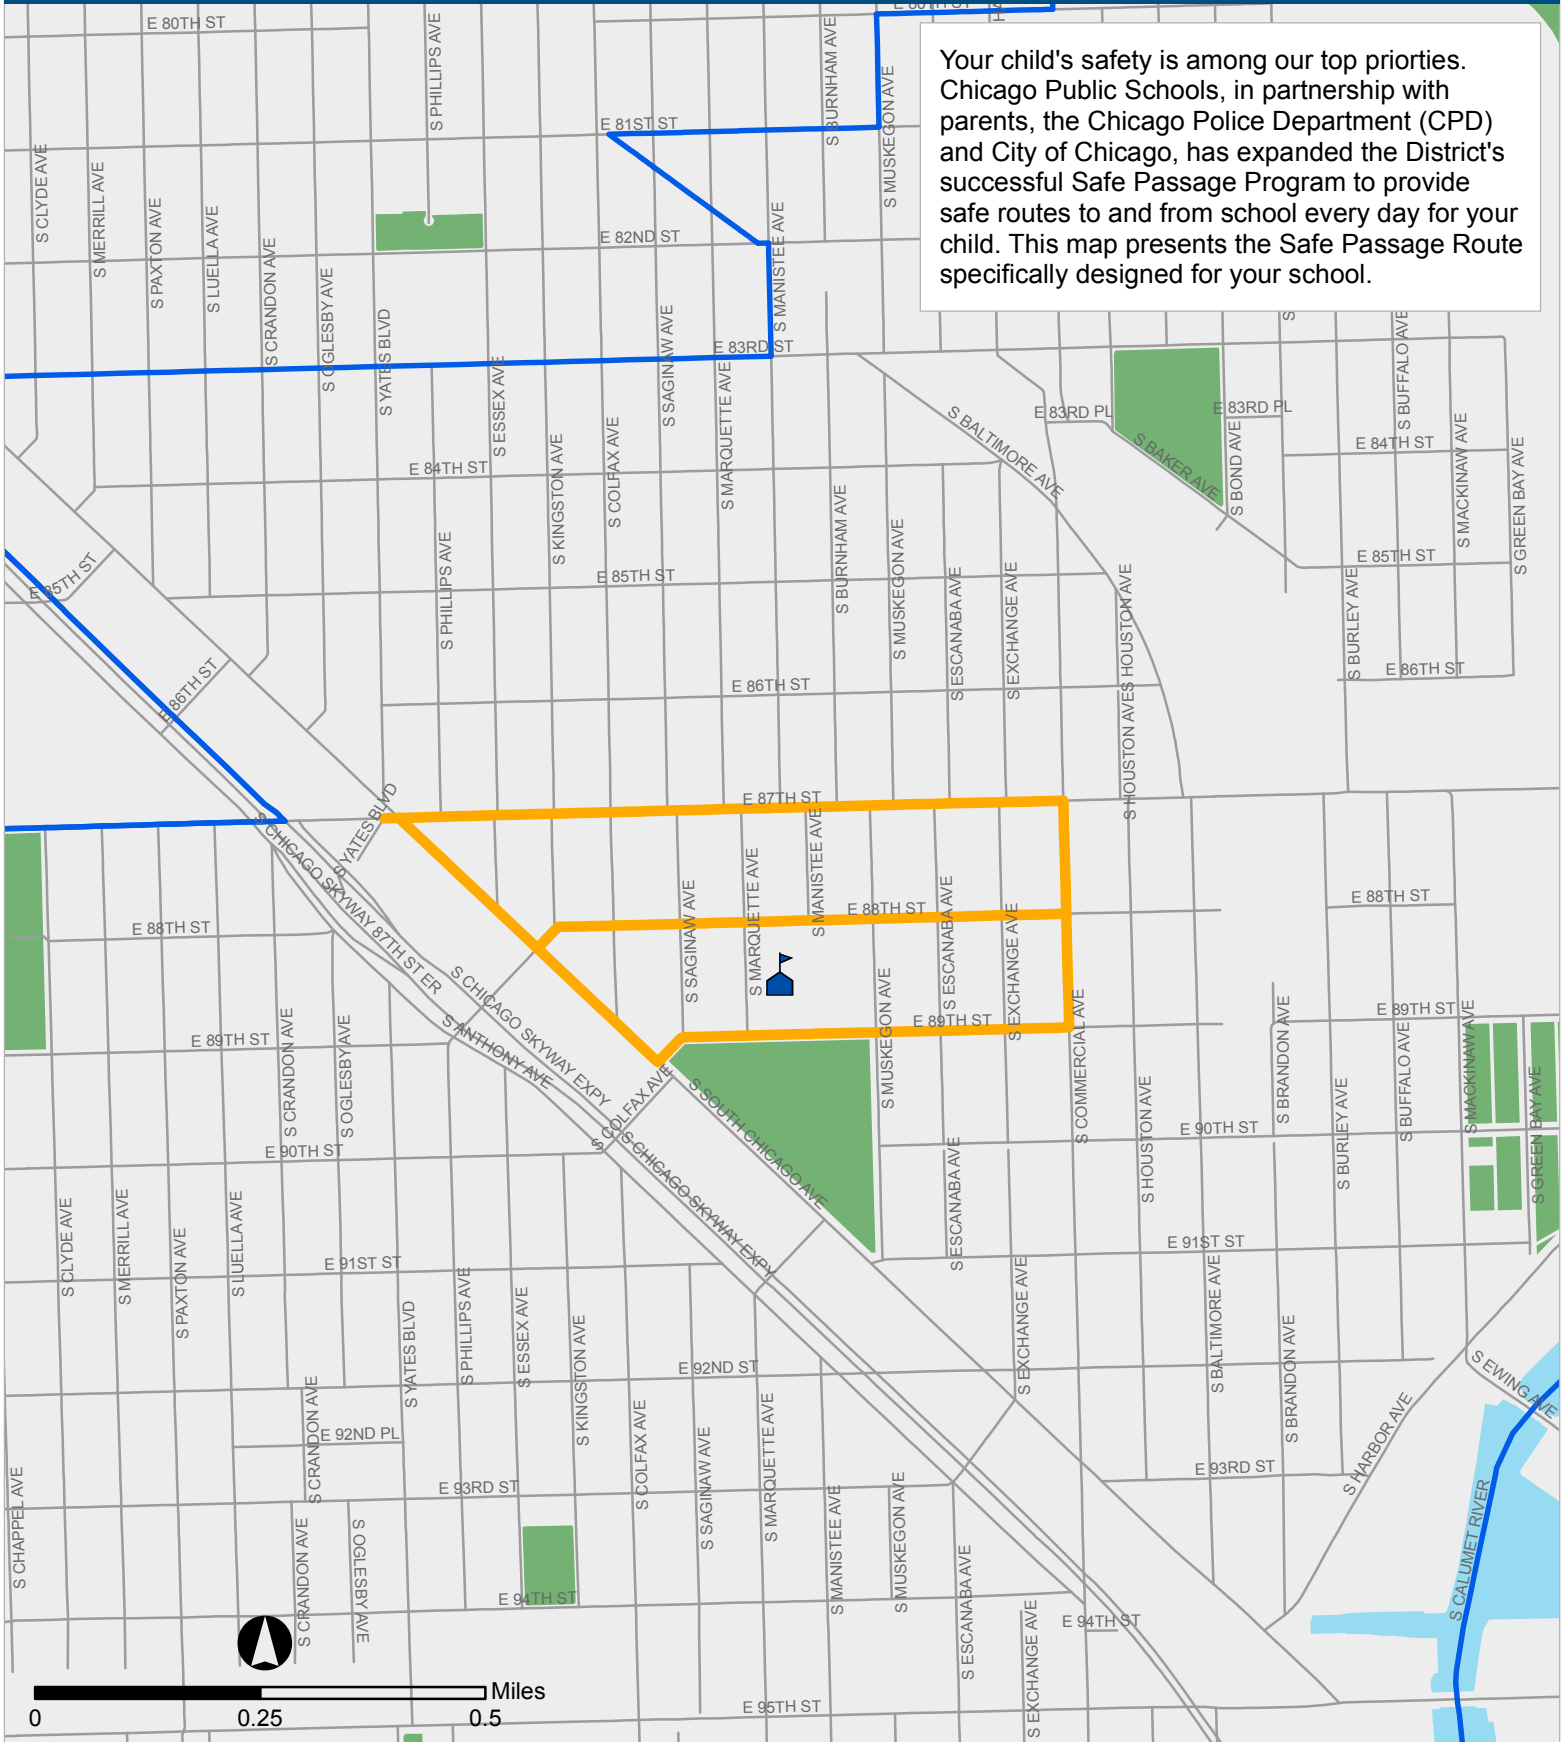 E 80TH ST
S PHILLIPS AVE
S BURNHAM AVE
S MUSKEGON AVE
Your child's safety is among our top priorties.
Chicago Public Schools, in partnership with
parents, the Chicago Police Department (CPD)
and City of Chicago, has expanded the District's
successful Safe Passage Program to provide
safe routes to and from school every day for your
child. This map presents the Safe Passage Route
specifically designed for your school.
E 81ST ST
S CLYDE AVE
S MERRILL AVE
S PAXTON AVE
S LUELLA AVE
S CRANDON AVE
S OGLESBY AVE
S YATES BLVD
E 82ND ST
S MANISTEE AVE
S SAGINAW AVE
E 83RD ST
S ESSEX AVE
S MARQUETTE AVE
S BUFFALO AVE
S BALTIMORE AVE
E 83RD PL
E 83RD PL
S BAKER AVE
S BOND AVE
E 84TH ST
S MACKINAW AVE
S GREEN BAY AVE
E 84TH ST
S KINGSTON AVE
S COLFAX AVE
S BURNHAM AVE
S MUSKEGON AVE
E 85TH ST
S PHILLIPS AVE
E 85TH ST
S ESCANABA AVE
S EXCHANGE AVE
S HOUSTON AVE
E 85TH ST
S BURLEY AVE
E 86TH ST
E 86TH ST
E 86TH ST
S HOUSTON AVE
S YATES BLVD
E 87TH ST
S CHICAGO SKYWAY 87TH ST ER
S MANISTEE AVE
S MARQUETTE AVE
S SAGINAW AVE
E 88TH ST
E 88TH ST
S ESCANABA AVE
S EXCHANGE AVE
E 88TH ST
S CHICAGO SKYWAY EXPY
S MUSKEGON AVE
S COMMERCIAL AVE
E 89TH ST
S ANTHONY AVE
E 89TH ST
S CRANDON AVE
S OGLESBY AVE
S BRANDON AVE
E 89TH ST
S BUFFALO AVE
S MACKINAW AVE
S GREEN BAY AVE
S COLFAX AVE
S SOUTH CHICAGO AVE
S HOUSTON AVE
S BURLEY AVE
E 90TH ST
E 90TH ST
S CHICAGO SKYWAY EXPY
S ESCANABA AVE
S CLYDE AVE
S MERRILL AVE
S PAXTON AVE
S LUELLA AVE
E 91ST ST
E 91ST ST
S YATES BLVD
S PHILLIPS AVE
S ESSEX AVE
S KINGSTON AVE
S EXCHANGE AVE
S BALTIMORE AVE
S BRANDON AVE
E 92ND ST
S EWING AVE
S CRANDON AVE
E 92ND PL
S COLFAX AVE
S SAGINAW AVE
S MARQUETTE AVE
S HARBOR AVE
E 93RD ST
E 93RD ST
S CHAPPEL AVE
S CRANDON AVE
S OGLESBY AVE
S MANISTEE AVE
S MUSKEGON AVE
S ESCANABA AVE
S CALUMET RIVER
E 94TH ST
E 94TH ST
S EXCHANGE AVE
E 95TH ST
Miles
0 0.25 0.5